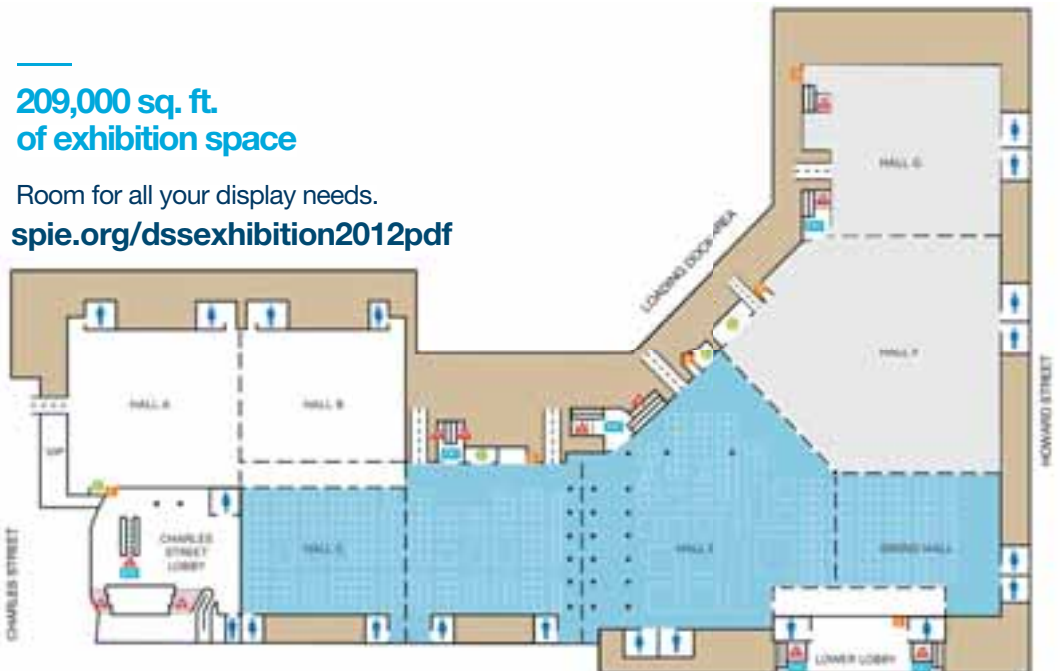 209,000 sq. ft.
of exhibition space
Room for all your display needs.
spie.org/dssexhibition2012pdf
LOADING DOCK AREA
HALL G
HALL F
HALL A
HALL B
HOWARD STREET
CHARLES STREET
CHARLES
STREET
LOBBY
HALL C
HALL E
HALL
LOWER LOBBY